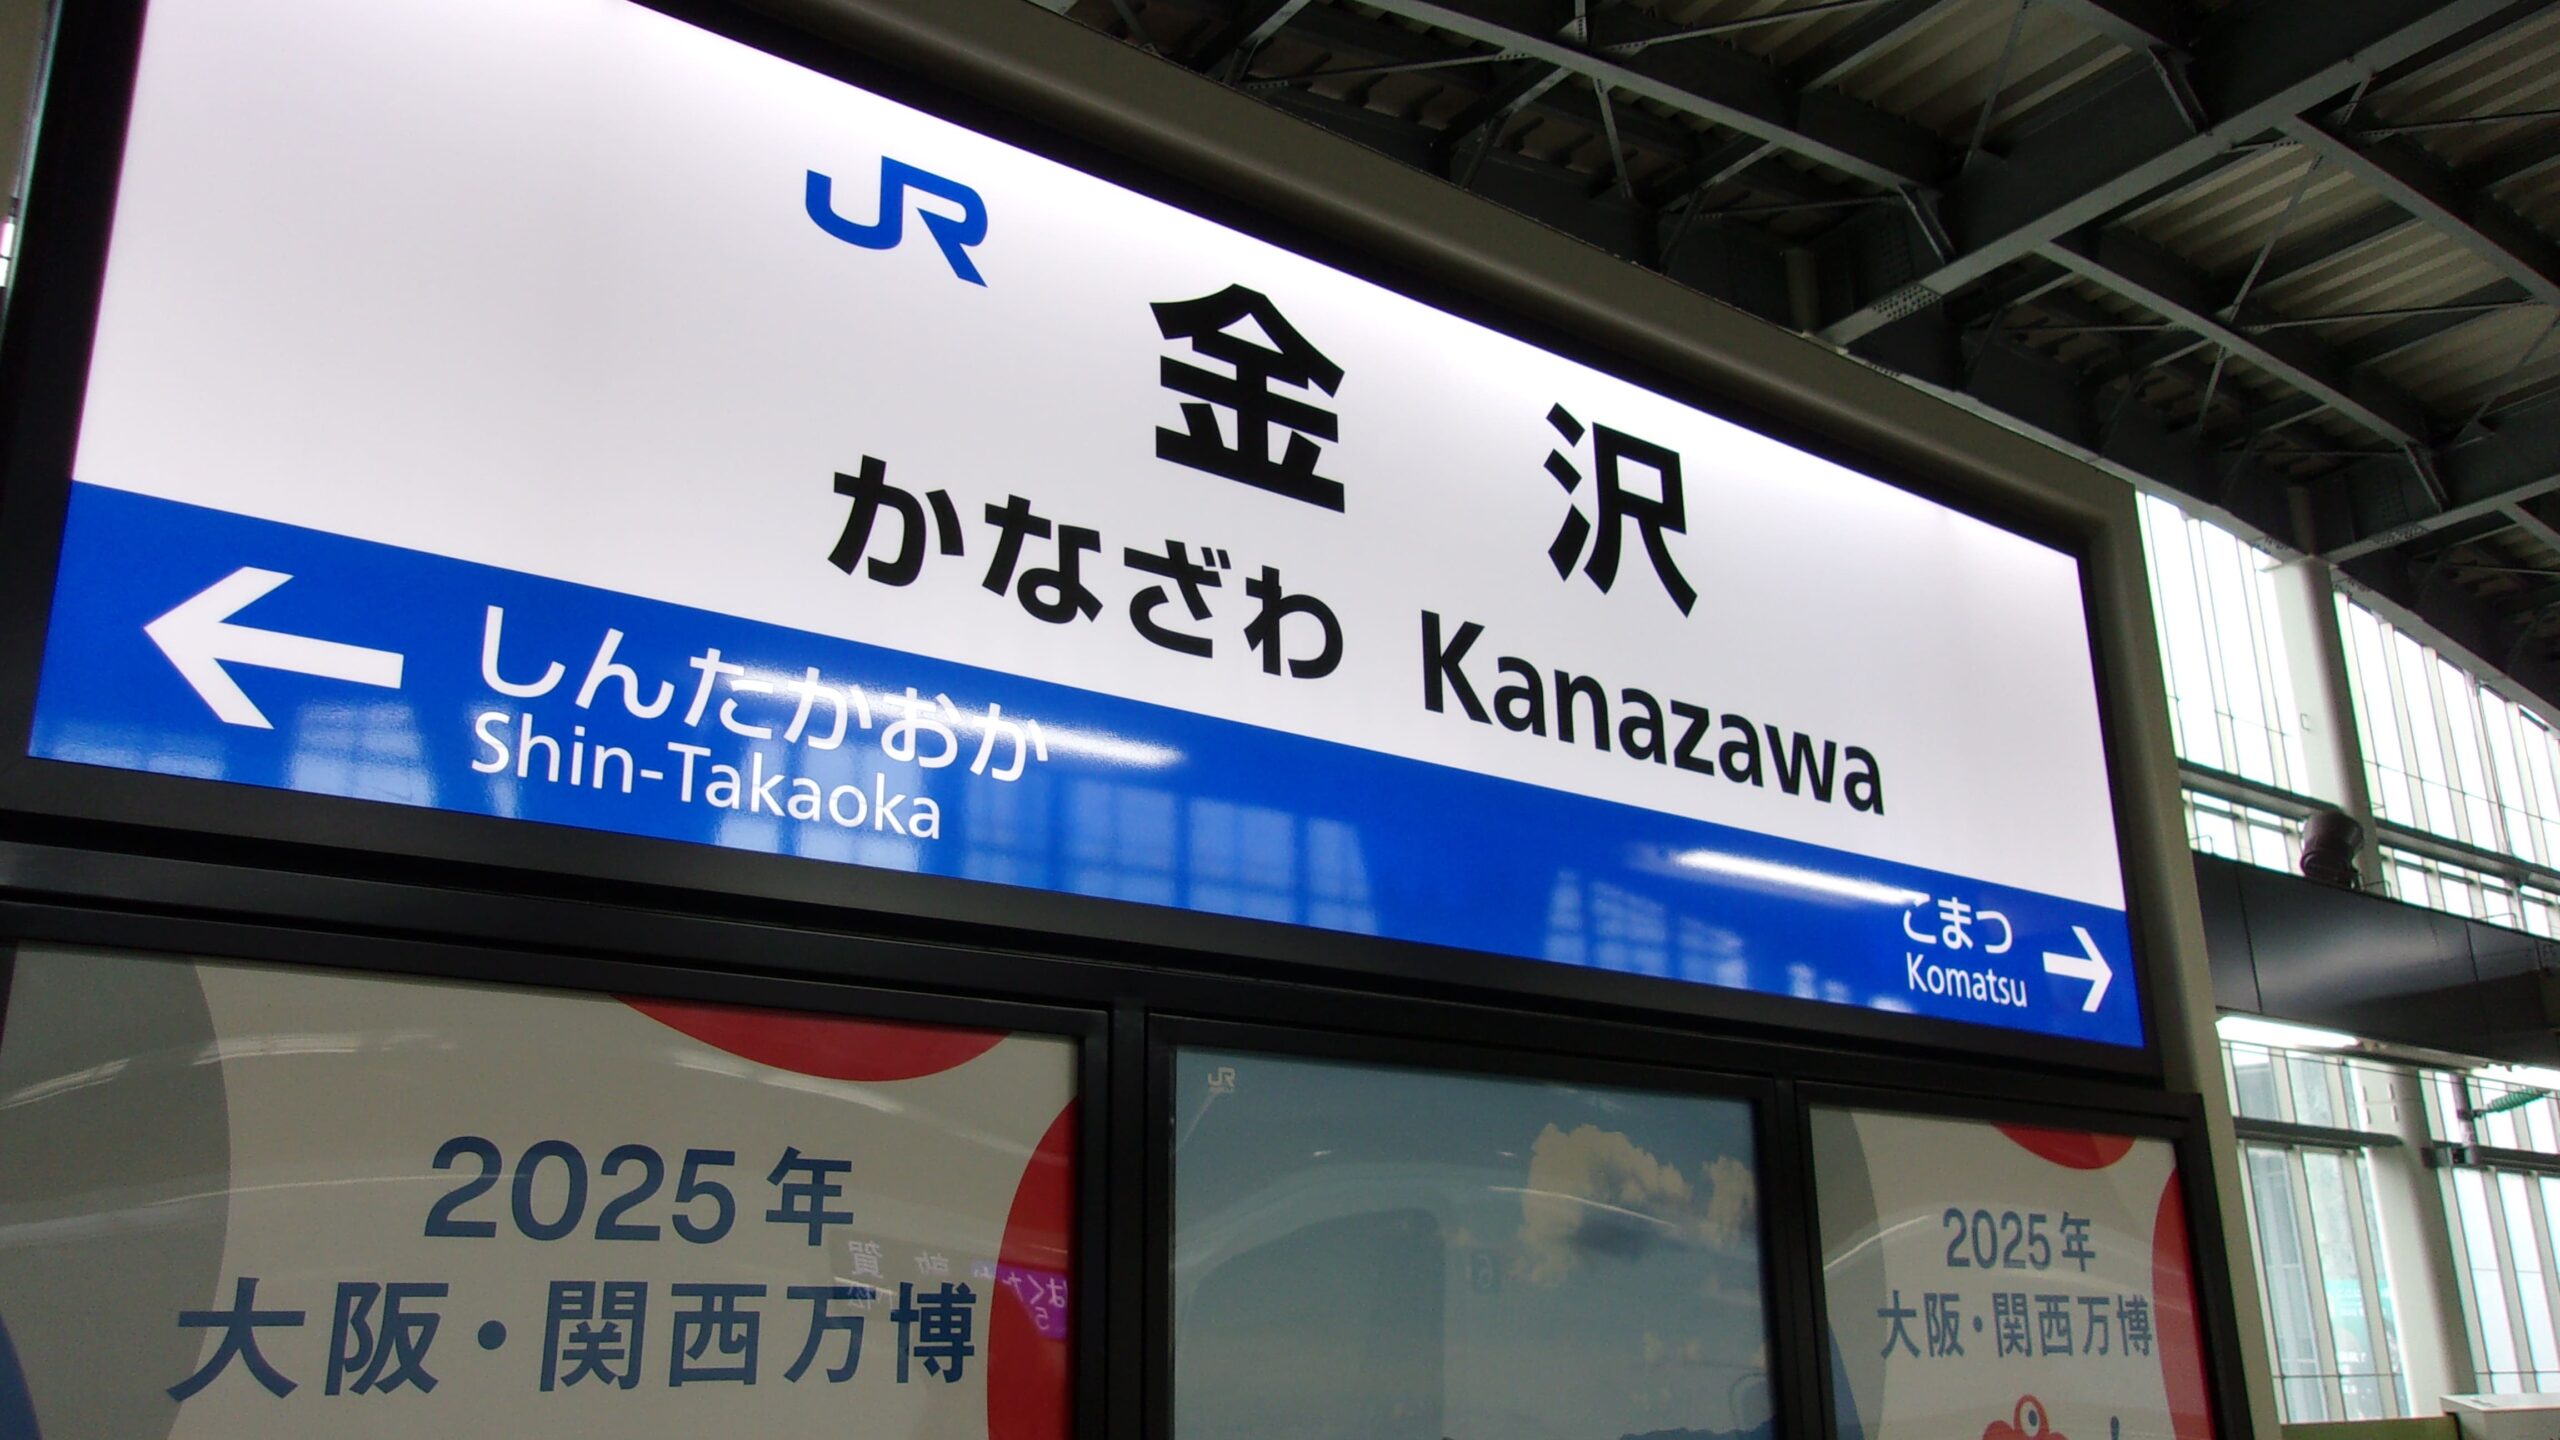 JR
金沢
かなざわ Kanazawa
しんたかおか
Shin-Takaoka
こまつ
Komatsu
2025年
大阪・関西万博
JR
2025年
大阪・関西万博